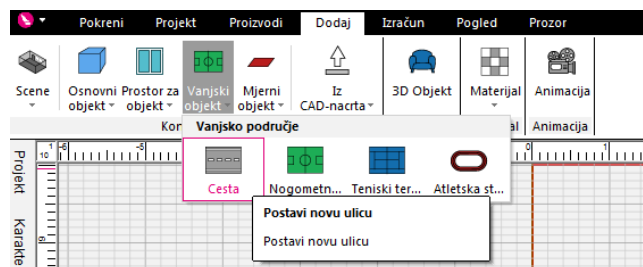 Pokreni Projekt Proizvodi Dodaj Izračun Pogled Prozor
Scene Osnovni objekt Prostor za objekt Vanjski objekt Mjerni objekt Iz CAD-nacrta 3D Objekt Materijal Animacija
Kon Vanjsko područje al Animacija
Cesta Nogometn... Teniski ter... Atletska st...
Postavi novu ulicu
Postavi novu ulicu
Projekt
Karakte